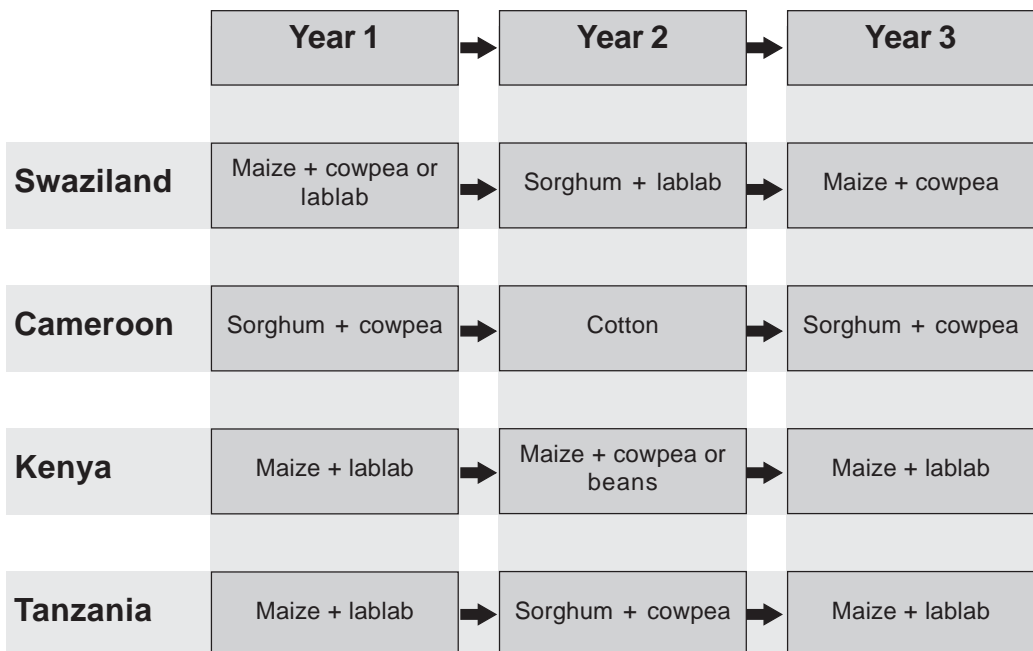 Year 1
Year 2
Year 3
Swaziland
Maize + cowpea or
lablab
Sorghum + lablab
Maize + cowpea
Cameroon
Sorghum + cowpea
Cotton
Sorghum + cowpea
Kenya
Maize + lablab
Maize + cowpea or
beans
Maize + lablab
Tanzania
Maize + lablab
Sorghum + cowpea
Maize + lablab